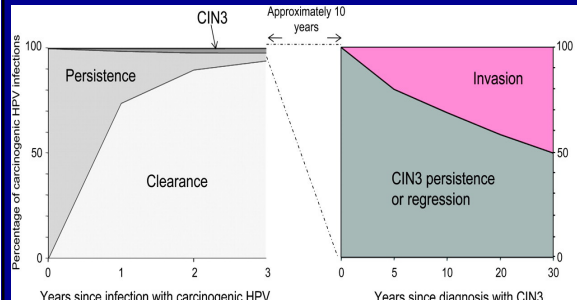 CIN3
Approximately 10
years
Percentage of carcinogenic HPV infections
100
50
0
Persistence
Clearance
0 1 2 3
Years since infection with carcinogenic HPV
100
50
0
Invasion
CIN3 persistence
or regression
0 5 10 20 30
Years since diagnosis with CIN3